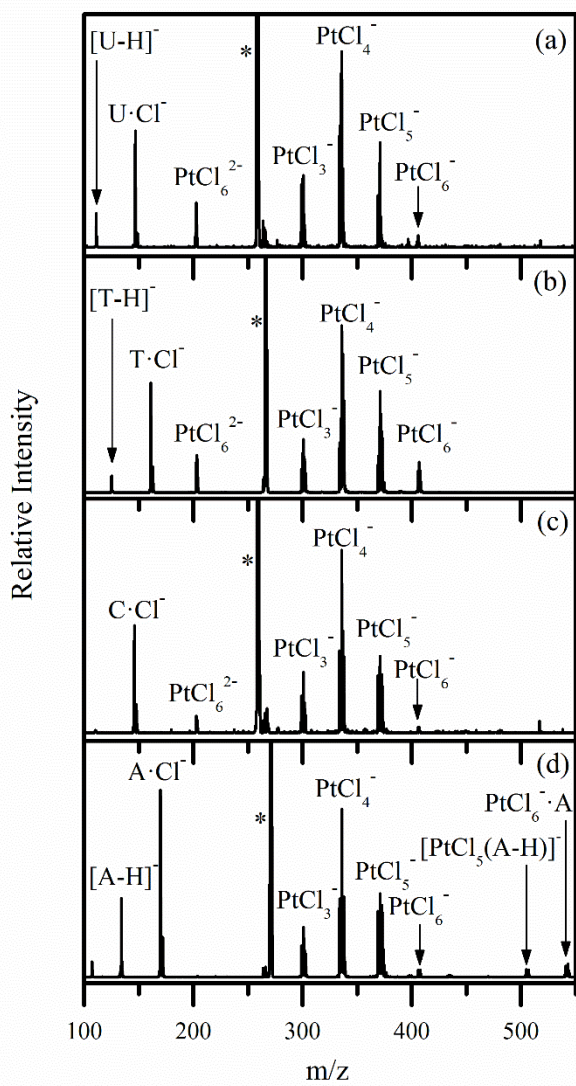 (a)
[U-H]⁻
U·Cl⁻
PtCl₆²⁻
*
PtCl₃⁻
PtCl₄⁻
PtCl₅⁻
PtCl₆⁻
(b)
[T-H]⁻
T·Cl⁻
PtCl₆²⁻
*
PtCl₃⁻
PtCl₄⁻
PtCl₅⁻
PtCl₆⁻
(c)
C·Cl⁻
PtCl₆²⁻
*
PtCl₃⁻
PtCl₄⁻
PtCl₅⁻
PtCl₆⁻
(d)
[A-H]⁻
A·Cl⁻
*
PtCl₃⁻
PtCl₄⁻
PtCl₅⁻
PtCl₆⁻
[PtCl₅(A-H)]⁻
PtCl₆⁻·A
Relative Intensity
100 200 300 400 500
m/z